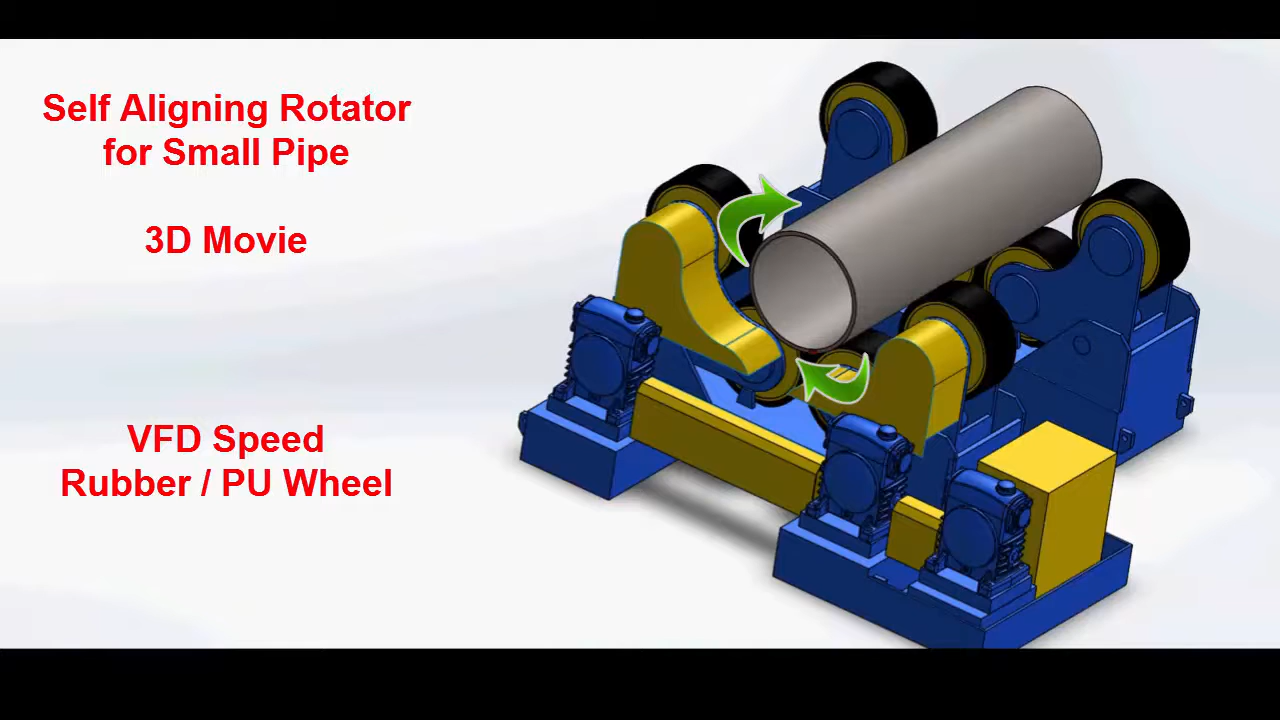 Self Aligning Rotator
for Small Pipe
3D Movie
VFD Speed
Rubber / PU Wheel